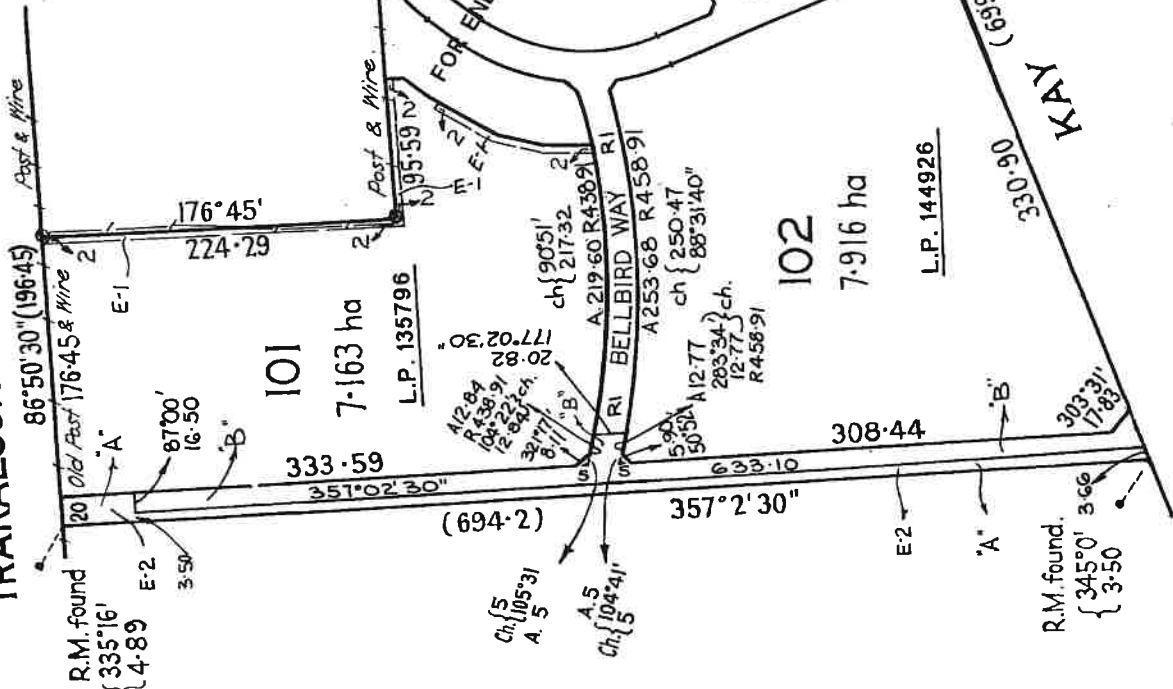 Post & Wire
86°50'30" (196·45)
Old Post 176·45 & Wire
20
"A"
87°00'
16·50
"B"
E-1
2
176°45'
224·29
2
Post & Wire.
95·59
2
2
E-1
2
E-1
2
FOR
R.M. found
335°16'
4·89
E-2
3·50
101
7·163 ha
L.P. 135796
333·59
357°02'30"
(694·2)
20·82
177°02'30"
A12·84
R438·91
104°22' } ch.
12·84
321°17'
8·11
"B"
ch { 90°51'
217·32
A·219·60 R438·91
BELLBIRD WAY
R1
R1
A253·68 R458·91
ch { 250·47
88°31'40"
A12·77
283°34' } ch.
12·77
R458·91
5·90
50°52'
S
S
Ch. { 5
105°31
A. 5
A.5
Ch. { 104°41'
5
102
7·916 ha
L.P. 144926
308·44
633·10
357°2'30"
E-2
"A"
"B"
303°31'
17·83
3·66
R.M. found.
{ 345°0'
3·50
330·90
KAY